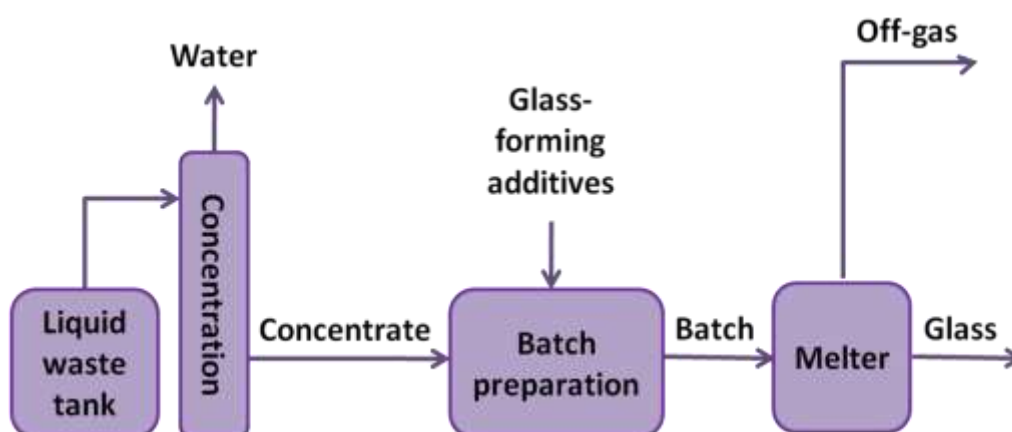 Off-gas
Water
Glass-
forming
additives
Concentration
Liquid
waste
tank
Concentrate
Batch
preparation
Batch
Melter
Glass